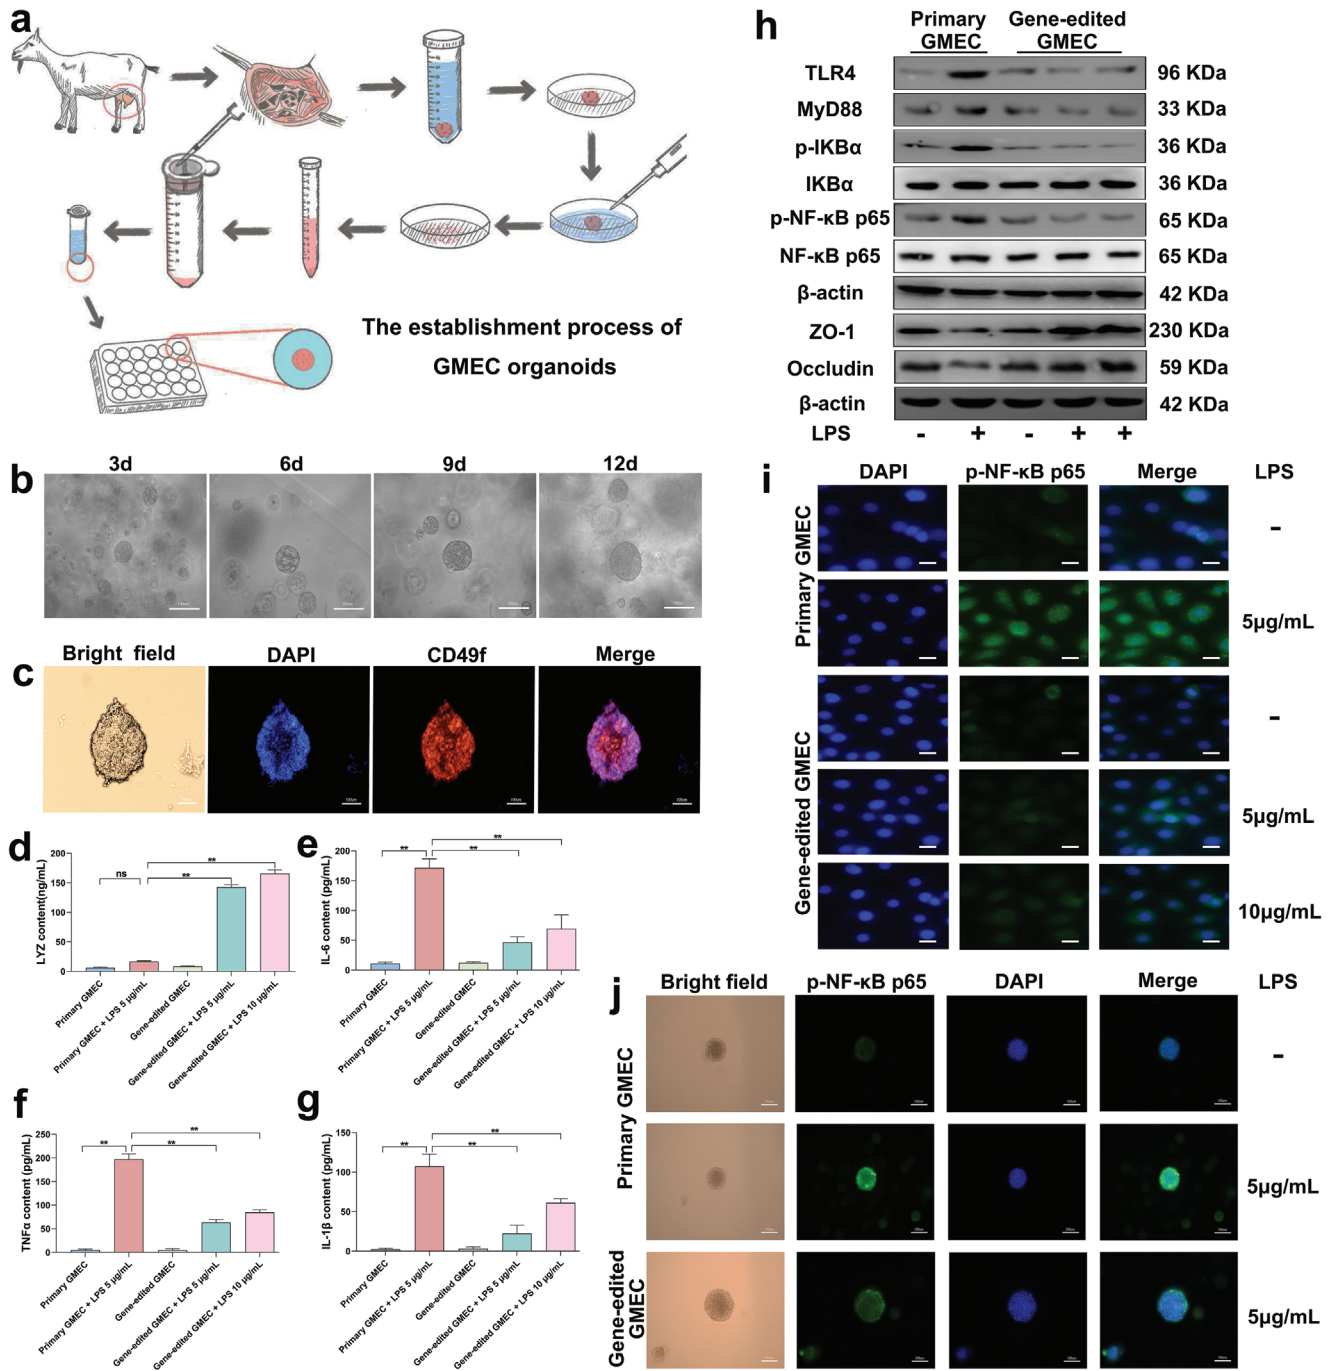 a
The establishment process of
GMEC organoids
b
3d 6d 9d 12d
c
Bright field DAPI CD49f Merge
d
LYZ content(ng/mL)
200
150
100
50
0
ns
**
**
Primary GMEC
Primary GMEC + LPS 5 μg/mL
Gene-edited GMEC
Gene-edited GMEC + LPS 5 μg/mL
Gene-edited GMEC + LPS 10 μg/mL
e
IL-6 content (pg/mL)
200
150
100
50
0
**
**
**
Primary GMEC
Primary GMEC + LPS 5 μg/mL
Gene-edited GMEC
Gene-edited GMEC + LPS 5 μg/mL
Gene-edited GMEC + LPS 10 μg/mL
f
TNFα content (pg/mL)
250
200
150
100
50
0
**
**
**
Primary GMEC
Primary GMEC + LPS 5 μg/mL
Gene-edited GMEC
Gene-edited GMEC + LPS 5 μg/mL
Gene-edited GMEC + LPS 10 μg/mL
g
IL-1β content (pg/mL)
150
100
50
0
**
**
**
Primary GMEC
Primary GMEC + LPS 5 μg/mL
Gene-edited GMEC
Gene-edited GMEC + LPS 5 μg/mL
Gene-edited GMEC + LPS 10 μg/mL
h
Primary GMEC
Gene-edited GMEC
TLR4 96 KDa
MyD88 33 KDa
p-IKBα 36 KDa
IKBα 36 KDa
p-NF-κB p65 65 KDa
NF-κB p65 65 KDa
β-actin 42 KDa
ZO-1 230 KDa
Occludin 59 KDa
β-actin 42 KDa
LPS - + - + +
i
DAPI p-NF-κB p65 Merge LPS
Primary GMEC
-
5μg/mL
Gene-edited GMEC
-
5μg/mL
10μg/mL
j
Bright field p-NF-κB p65 DAPI Merge LPS
Primary GMEC
-
5μg/mL
Gene-edited
GMEC
5μg/mL